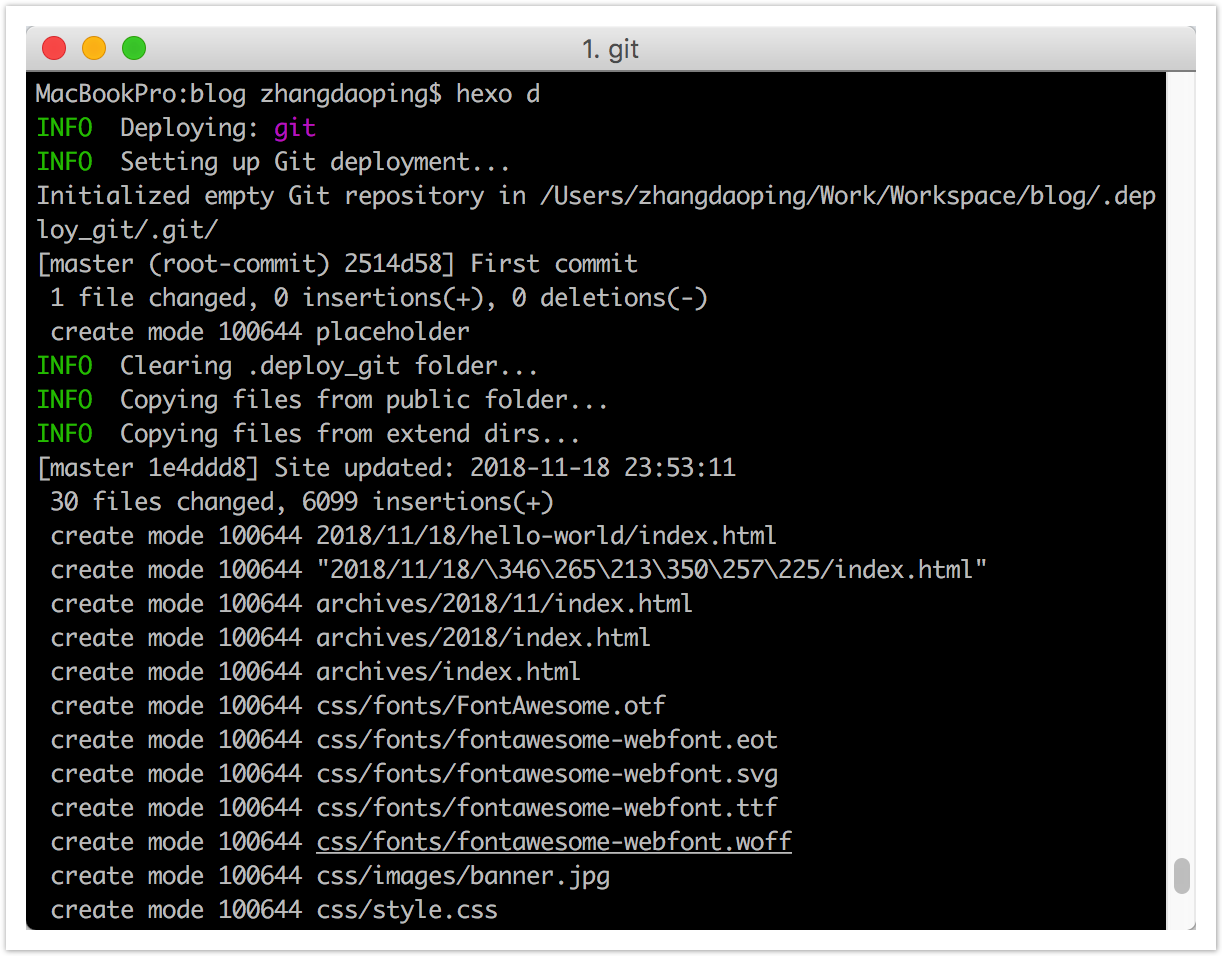 1. git
MacBookPro:blog zhangdaoping$ hexo d
INFO  Deploying: git
INFO  Setting up Git deployment...
Initialized empty Git repository in /Users/zhangdaoping/Work/Workspace/blog/.dep
loy_git/.git/
[master (root-commit) 2514d58] First commit
 1 file changed, 0 insertions(+), 0 deletions(-)
 create mode 100644 placeholder
INFO  Clearing .deploy_git folder...
INFO  Copying files from public folder...
INFO  Copying files from extend dirs...
[master 1e4ddd8] Site updated: 2018-11-18 23:53:11
 30 files changed, 6099 insertions(+)
 create mode 100644 2018/11/18/hello-world/index.html
 create mode 100644 "2018/11/18/\346\265\213\350\257\225/index.html"
 create mode 100644 archives/2018/11/index.html
 create mode 100644 archives/2018/index.html
 create mode 100644 archives/index.html
 create mode 100644 css/fonts/FontAwesome.otf
 create mode 100644 css/fonts/fontawesome-webfont.eot
 create mode 100644 css/fonts/fontawesome-webfont.svg
 create mode 100644 css/fonts/fontawesome-webfont.ttf
 create mode 100644 css/fonts/fontawesome-webfont.woff
 create mode 100644 css/images/banner.jpg
 create mode 100644 css/style.css